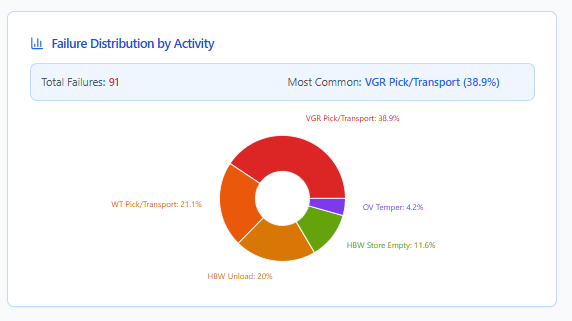 Failure Distribution by Activity
Total Failures: 91
Most Common: VGR Pick/Transport (38.9%)
VGR Pick/Transport: 38.9%
WT Pick/Transport: 21.1%
OV Temper: 4.2%
HBW Store Empty: 11.6%
HBW Unload: 20%